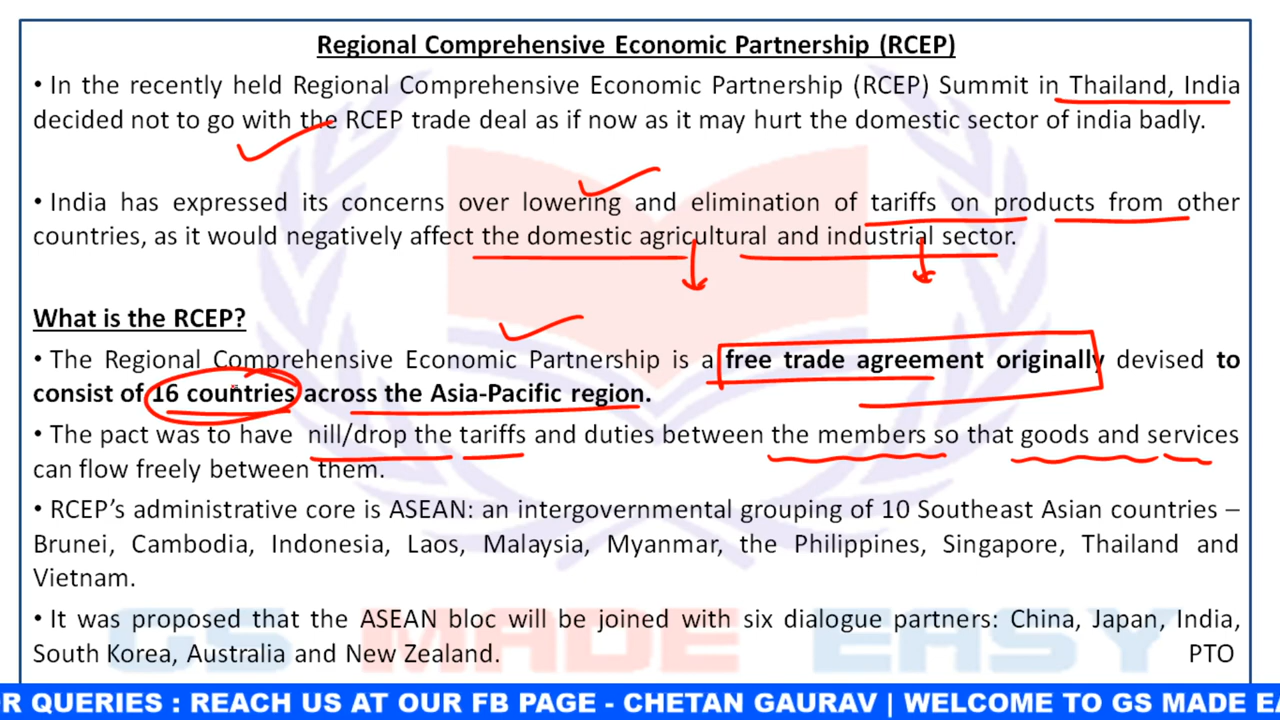 Regional Comprehensive Economic Partnership (RCEP)
• In the recently held Regional Comprehensive Economic Partnership (RCEP) Summit in Thailand, India
decided not to go with the RCEP trade deal as if now as it may hurt the domestic sector of india badly.
• India has expressed its concerns over lowering and elimination of tariffs on products from other
countries, as it would negatively affect the domestic agricultural and industrial sector.
What is the RCEP?
• The Regional Comprehensive Economic Partnership is a free trade agreement originally devised to
consist of 16 countries across the Asia-Pacific region.
• The pact was to have nill/drop the tariffs and duties between the members so that goods and services
can flow freely between them.
• RCEP’s administrative core is ASEAN: an intergovernmental grouping of 10 Southeast Asian countries –
Brunei, Cambodia, Indonesia, Laos, Malaysia, Myanmar, the Philippines, Singapore, Thailand and
Vietnam.
• It was proposed that the ASEAN bloc will be joined with six dialogue partners: China, Japan, India,
South Korea, Australia and New Zealand. PTO
GS MADE EASY
OR QUERIES : REACH US AT OUR FB PAGE - CHETAN GAURAV | WELCOME TO GS MADE EA